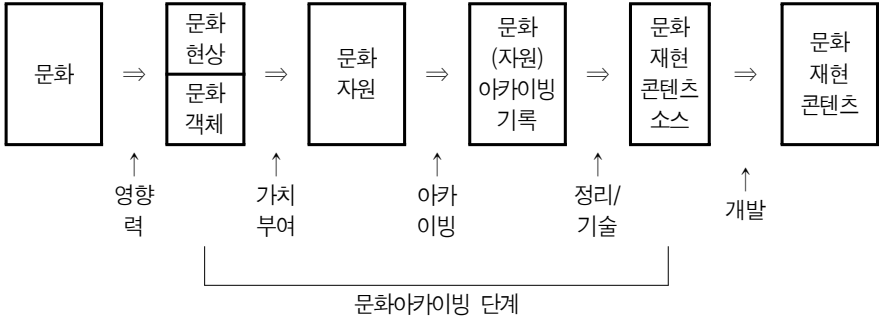 문화
⇒
문화
현상
문화
객체
⇒
문화
자원
⇒
문화
(자원)
아카이빙
기록
⇒
문화
재현
콘텐츠
소스
⇒
문화
재현
콘텐츠
↑
영향
력
↑
가치
부여
↑
아카
이빙
↑
정리/
기술
↑
개발
문화아카이빙 단계